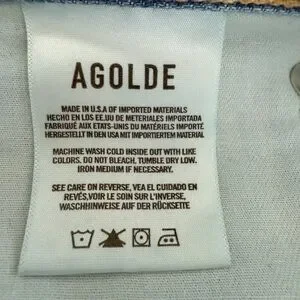 AGOLDE
MADE IN U.S.A OF IMPORTED MATERIALS
HECHO EN LOS EE.UU DE METERIALES IMPORTADA
FABRIQUÉ AUX ETATS-UNIS DU MATÉRIELS IMPORTÉ
HERGESTELLT IN DEN USA MIT IMPORTIERTEM MATERIAL
MACHINE WASH COLD INSIDE OUT WITH LIKE
COLORS. DO NOT BLEACH, TUMBLE DRY LOW.
IRON MEDIUM IF NECESSARY.
SEE CARE ON REVERSE, VEA EL CUIDADO EN
REVÉS,VOIR LE SOIN SUR L'INVERSE,
WASCHHINWEISE AUF DER RÜCKSEITE